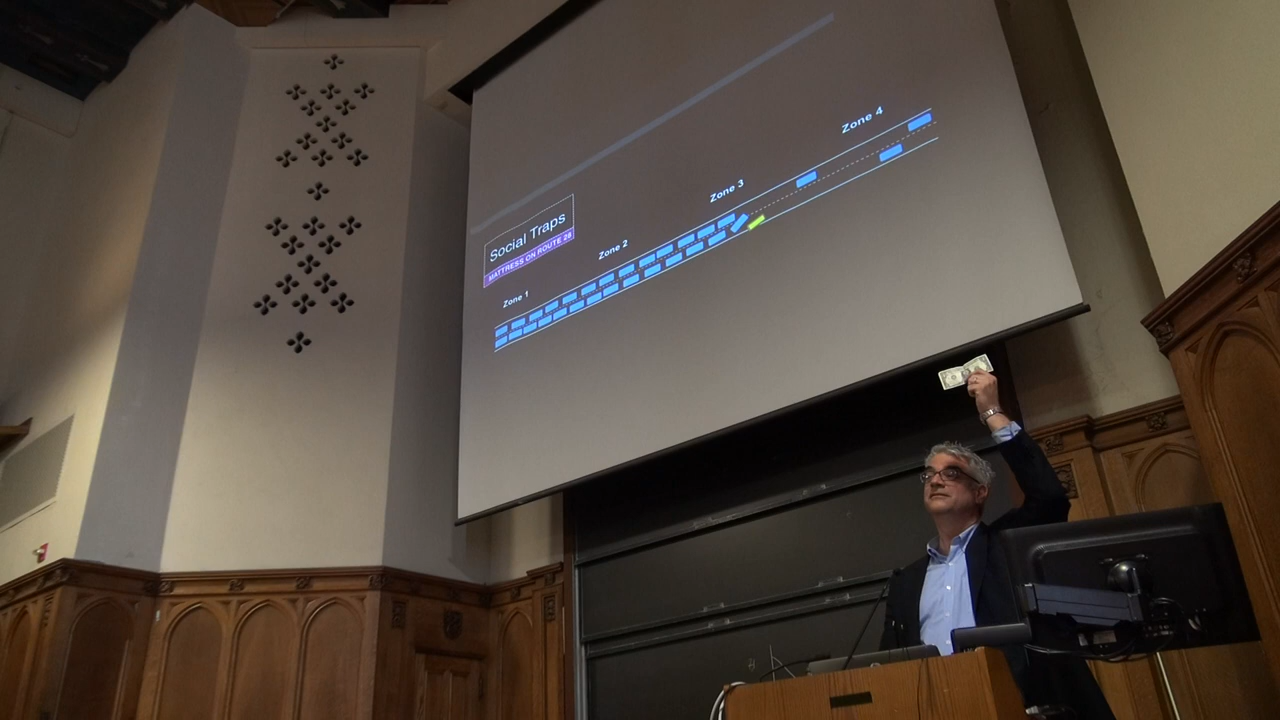 Social Traps
MATTRESS ON ROUTE 28
Zone 1
Zone 2
Zone 3
Zone 4